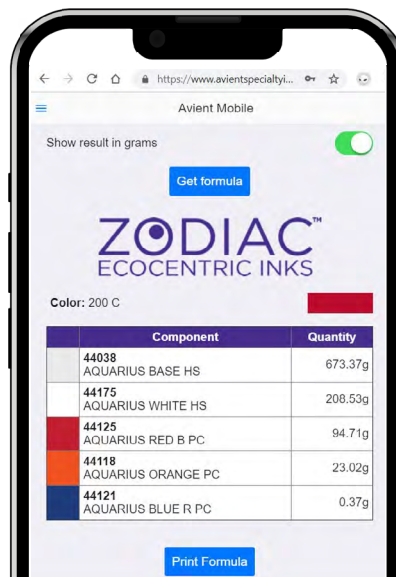 https://www.avientspecialtyi...
Avient Mobile
Show result in grams
Get formula
ZODIAC™
ECOCENTRIC INKS
Color: 200 C
Component Quantity
44038
AQUARIUS BASE HS 673.37g
44175
AQUARIUS WHITE HS 208.53g
44125
AQUARIUS RED B PC 94.71g
44118
AQUARIUS ORANGE PC 23.02g
44121
AQUARIUS BLUE R PC 0.37g
Print Formula